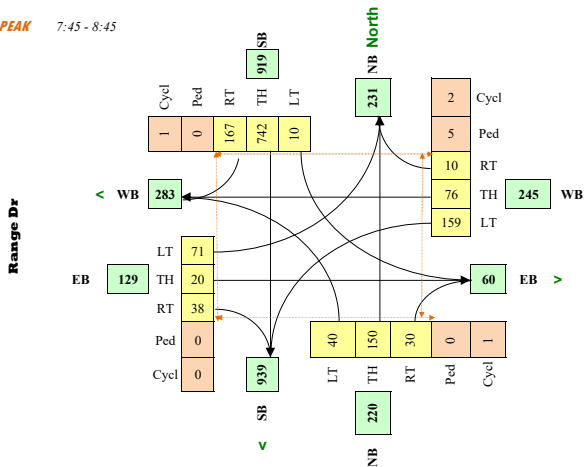 PEAK 7:45 - 8:45
North
SB
919
NB
231
Cycl Ped RT TH LT
1 0 167 742 10
2 Cycl
5 Ped
10 RT
76 TH 245 WB
159 LT
< WB 283
Range Dr
LT 71
EB 129 TH 20
RT 38
Ped 0
Cycl 0
60 EB >
40 150 30 0 1
LT TH RT Ped Cycl
939
SB
v
220
NB